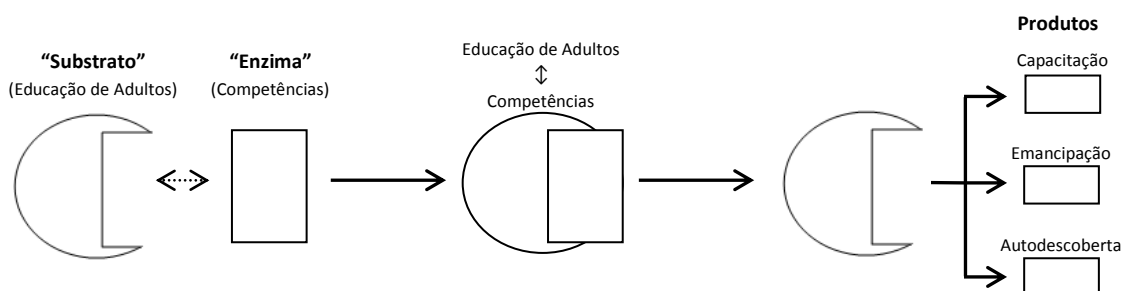 “Substrato”
(Educação de Adultos)
“Enzima”
(Competências)
Educação de Adultos
↕
Competências
Produtos
Capacitação
Emancipação
Autodescoberta